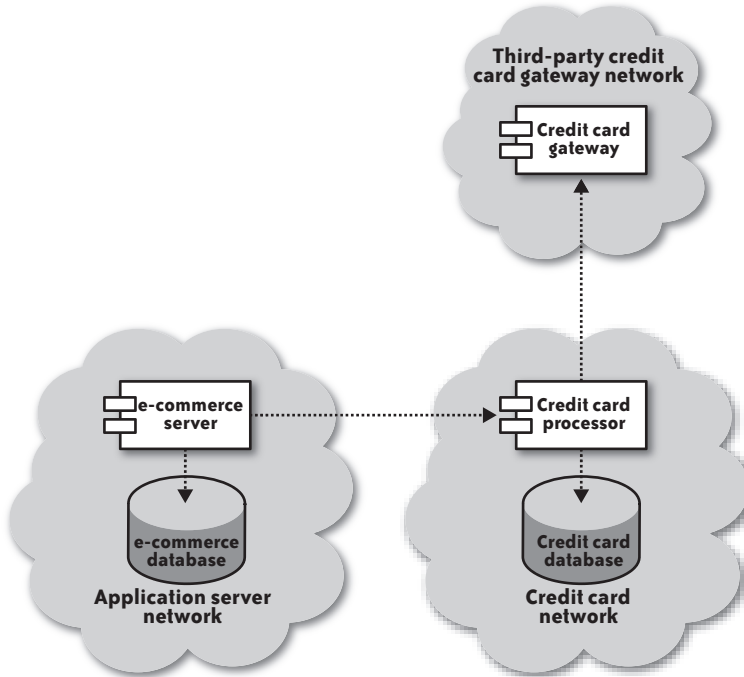 Third-party credit
card gateway network
Credit card
gateway
e-commerce
server
Credit card
processor
e-commerce
database
Credit card
database
Application server
network
Credit card
network